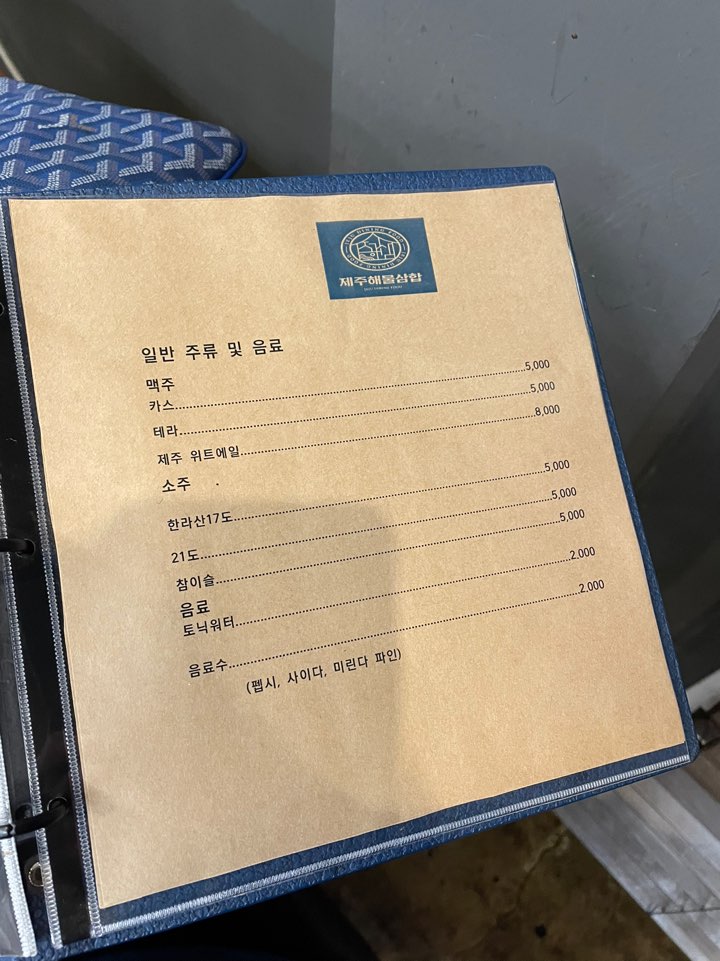 제주해물삼합
일반 주류 및 음료
맥주
카스 5,000
테라 5,000
제주 위트에일 8,000
소주
한라산17도 5,000
21도 5,000
참이슬 5,000
음료
토닉워터 2.000
음료수 2.000
(펩시, 사이다, 미린다 파인)